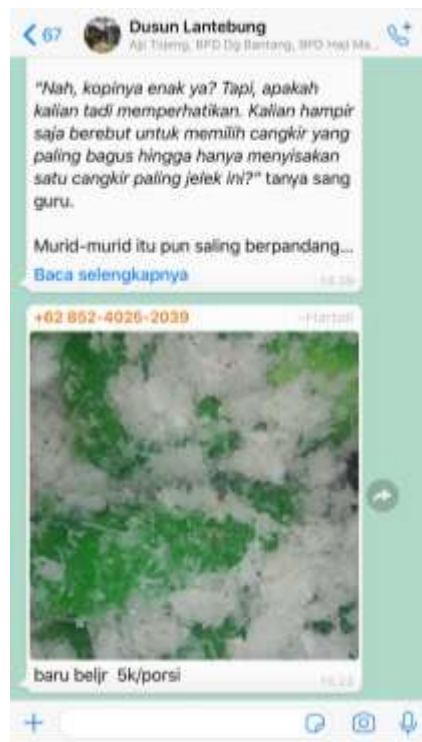 67
Dusun Lantebung
"Nah, kopinya enak ya? Tapi, apakah
kalian tadi memperhatikan. Kalian hampir
saja berebut untuk memilih cangkir yang
paling bagus hingga hanya menyisakan
satu cangkir paling jelek ini?" tanya sang
guru.
Murid-murid itu pun saling berpandang...
Baca selengkapnya
+62 852-4026-2039
baru beljr 5k/porsi